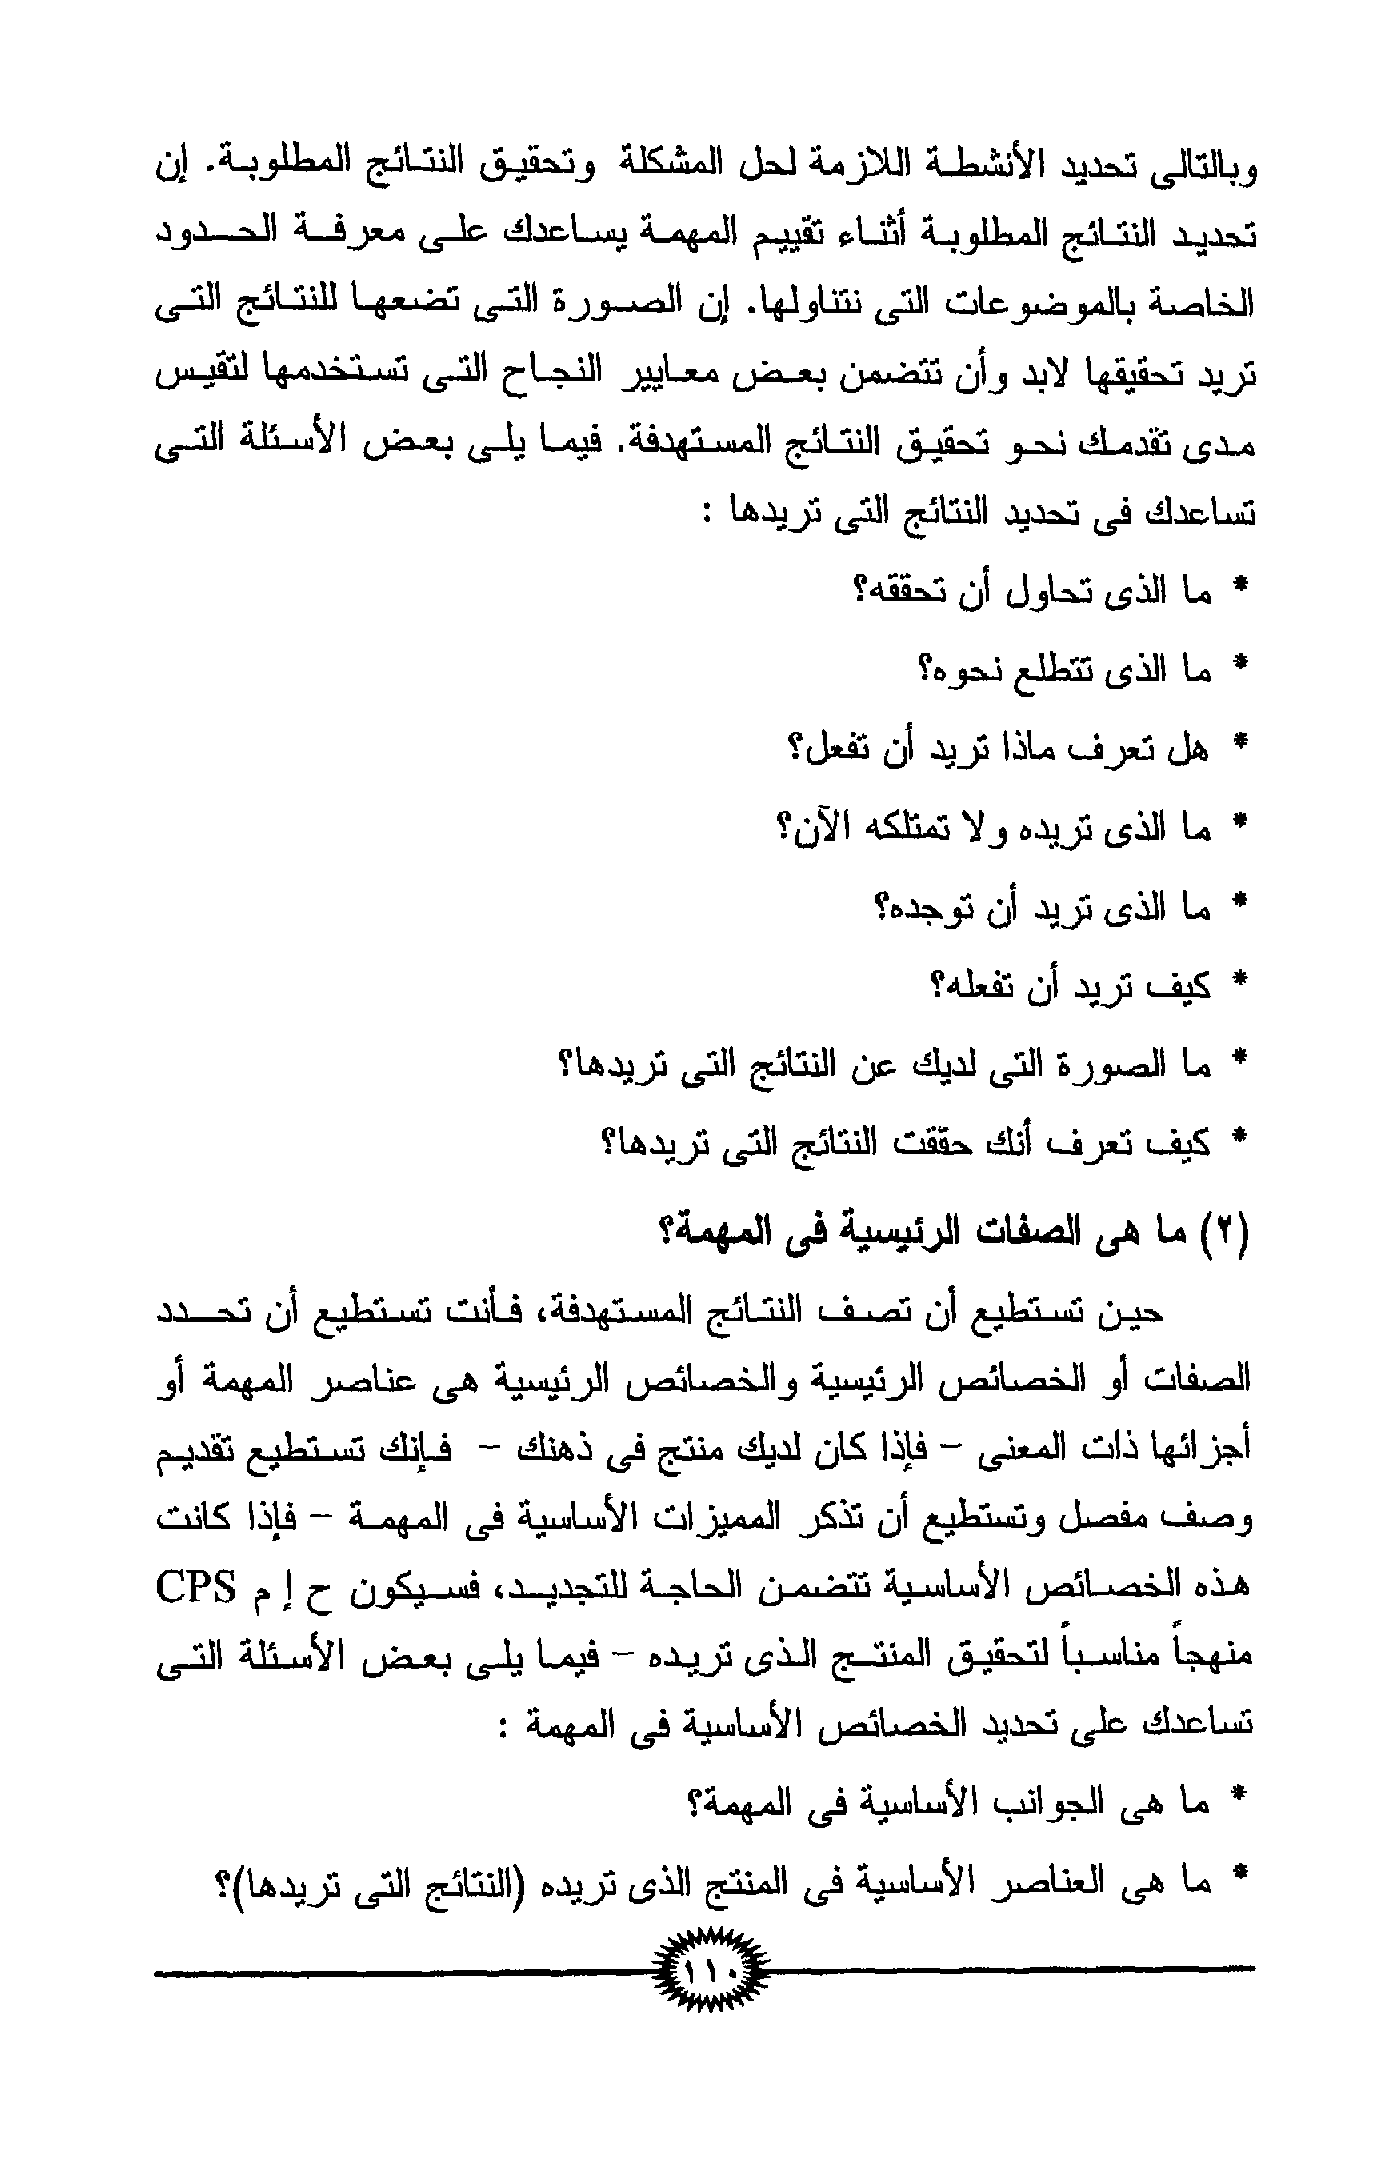 وبالتالى تحديد الأنشطة اللازمة لحل المشكلة وتحقيق النتائج المطلوبة. إن
تحديد النتائج المطلوبة أثناء تقييم المهمة يساعدك على معرفة الحدود
الخاصة بالموضوعات التى نتناولها. إن الصورة التى تضعها للنتائج التى
تريد تحقيقها لابد وأن تتضمن بعض معايير النجاح التى تستخدمها لتقيس
مدى تقدمك نحو تحقيق النتائج المستهدفة. فيما يلى بعض الأسئلة التى
تساعدك فى تحديد النتائج التى تريدها :
* ما الذى تحاول أن تحققه؟
* ما الذى تتطلع نحوه؟
* هل تعرف ماذا تريد أن تفعل؟
* ما الذى تريده ولا تمتلكه الآن؟
* ما الذى تريد أن توجده؟
* كيف تريد أن تفعله؟
* ما الصورة التى لديك عن النتائج التى تريدها؟
* كيف تعرف أنك حققت النتائج التى تريدها؟
(٢) ما هى الصفات الرئيسية فى المهمة؟
حين تستطيع أن تصف النتائج المستهدفة، فأنت تستطيع أن تحدد
الصفات أو الخصائص الرئيسية والخصائص الرئيسية هى عناصر المهمة أو
أجزائها ذات المعنى – فإذا كان لديك منتج فى ذهنك – فإنك تستطيع تقديم
وصف مفصل وتستطيع أن تذكر المميزات الأساسية فى المهمة – فإذا كانت
هذه الخصائص الأساسية تتضمن الحاجة للتجديد، فسيكون ح إ م CPS
منهجاً مناسباً لتحقيق المنتج الذى تريده – فيما يلى بعض الأسئلة التى
تساعدك على تحديد الخصائص الأساسية فى المهمة :
* ما هى الجوانب الأساسية فى المهمة؟
* ما هى العناصر الأساسية فى المنتج الذى تريده (النتائج التى تريدها)؟
١١٠